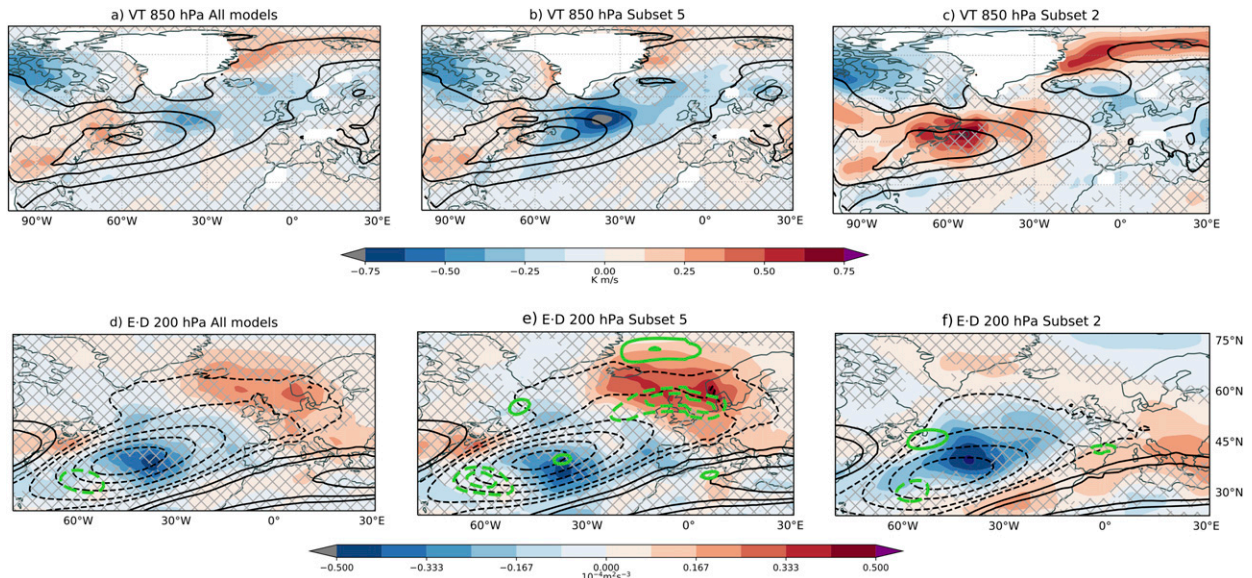 a) VT 850 hPa All models
b) VT 850 hPa Subset 5
c) VT 850 hPa Subset 2
90°W 60°W 30°W 0° 30°E
90°W 60°W 30°W 0° 30°E
90°W 60°W 30°W 0° 30°E
−0.75 −0.50 −0.25 0.00 0.25 0.50 0.75
K m/s
d) E·D 200 hPa All models
e) E·D 200 hPa Subset 5
f) E·D 200 hPa Subset 2
75°N
60°N
45°N
30°N
60°W 30°W 0° 30°E
60°W 30°W 0° 30°E
60°W 30°W 0° 30°E
−0.500 −0.333 −0.167 0.000 0.167 0.333 0.500
10⁻⁴m²s⁻³